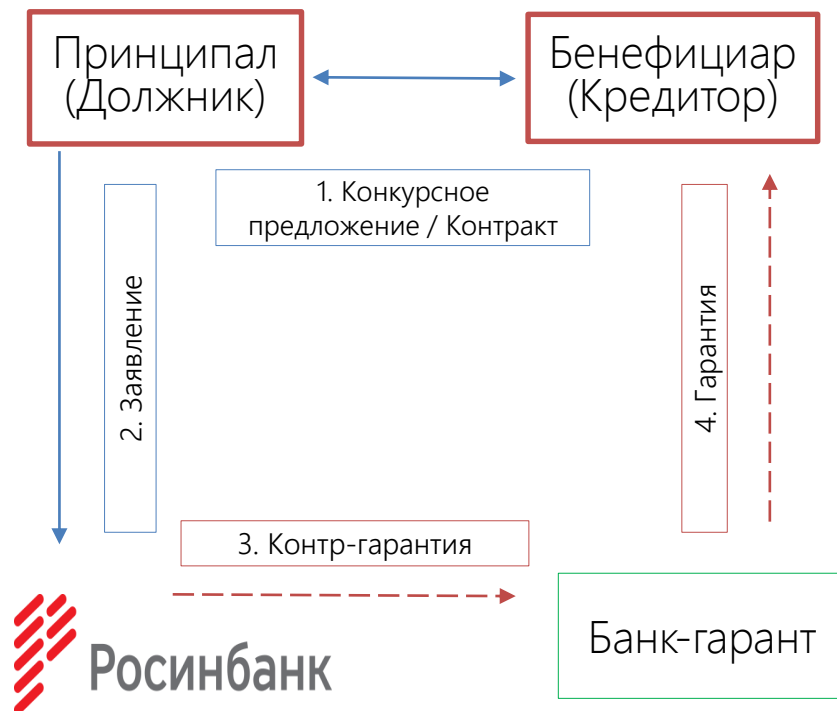 Принципал
(Должник)
Бенефициар
(Кредитор)
1. Конкурсное
предложение / Контракт
2. Заявление
4. Гарантия
3. Контр-гарантия
Росинбанк
Банк-гарант